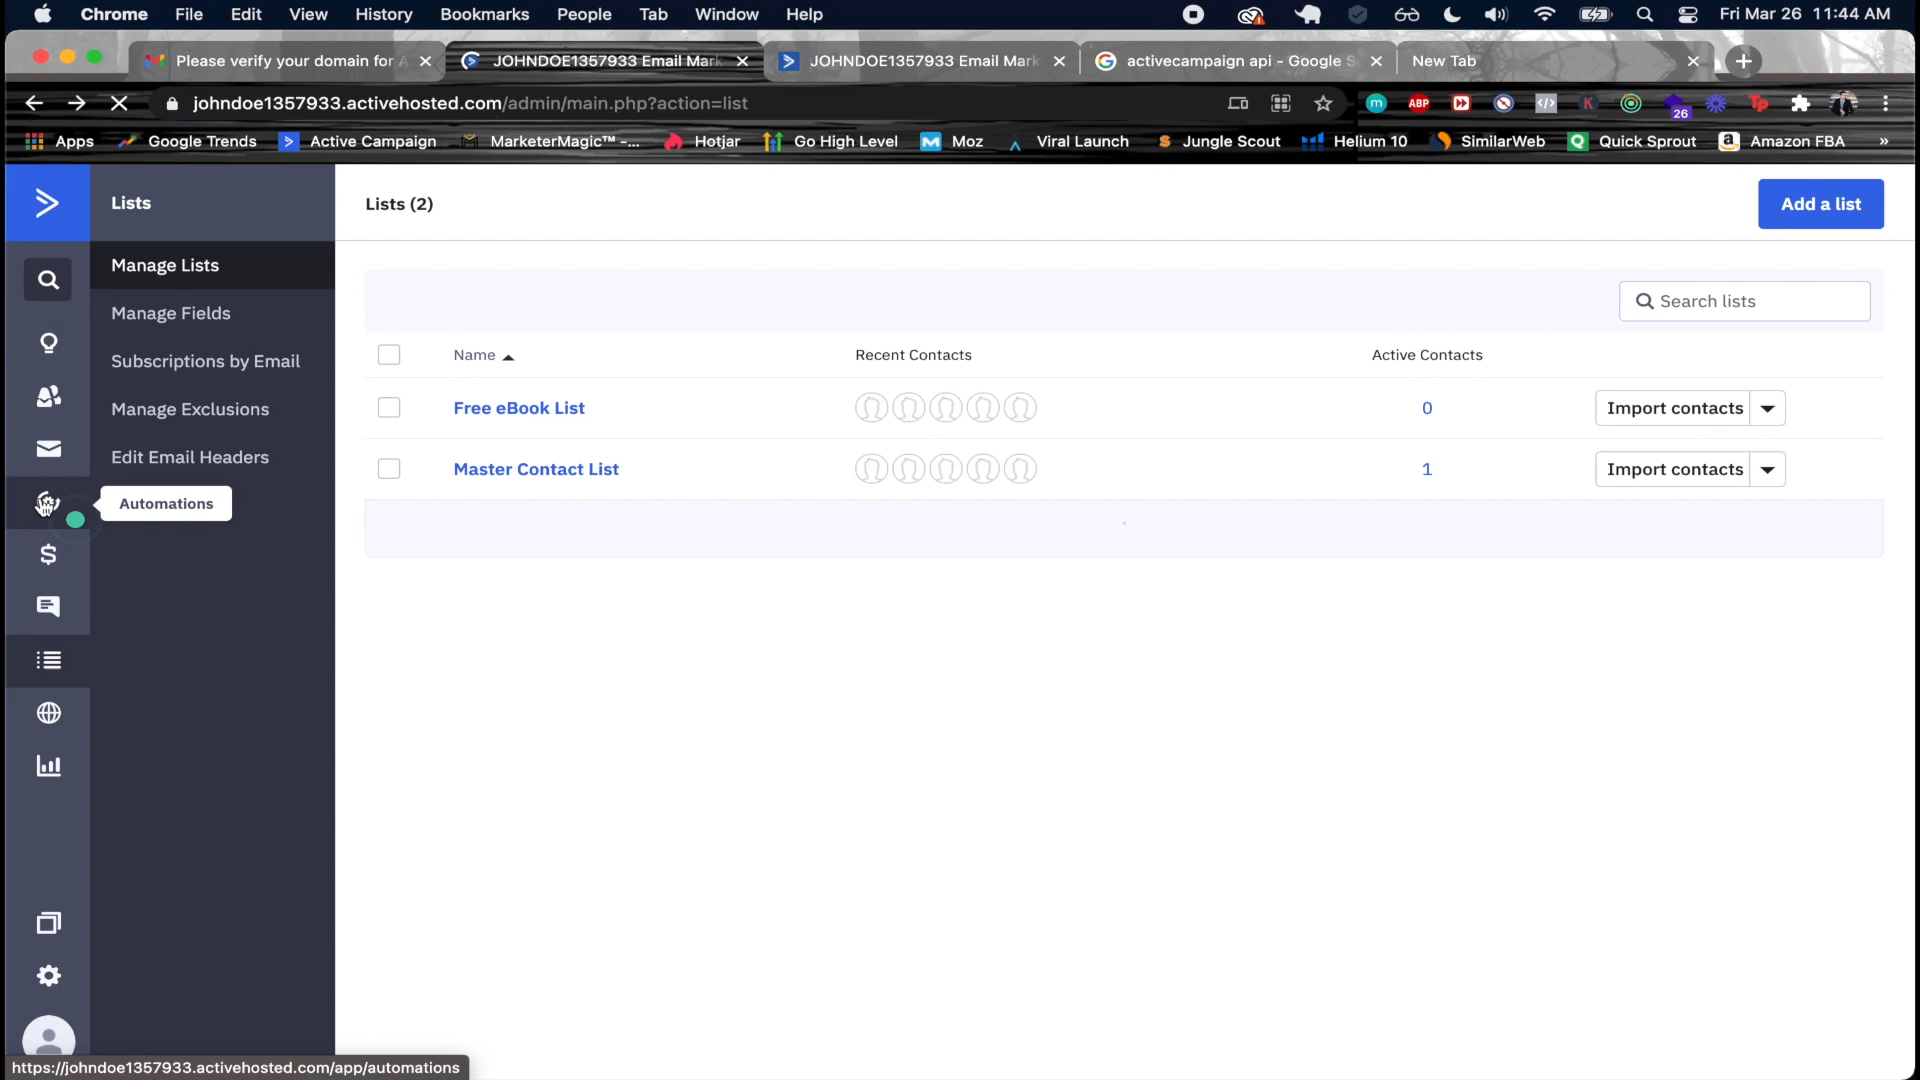 Chrome File Edit View History Bookmarks People Tab Window Help Fri Mar 26 11:44 AM
Please verify your domain for A JOHNDOE1357933 Email Mark JOHNDOE1357933 Email Mark activecampaign api - Google S New Tab
johndoe1357933.activehosted.com/admin/main.php?action=list ABP 26
Apps Google Trends Active Campaign MarketerMagic™ -... Hotjar Go High Level Moz Viral Launch Jungle Scout Helium 10 SimilarWeb Quick Sprout Amazon FBA »
Lists
Manage Lists
Manage Fields
Subscriptions by Email
Manage Exclusions
Edit Email Headers
Automations
Lists (2)
Add a list
Search lists
Name Recent Contacts Active Contacts
Free eBook List 0 Import contacts
Master Contact List 1 Import contacts
https://johndoe1357933.activehosted.com/app/automations